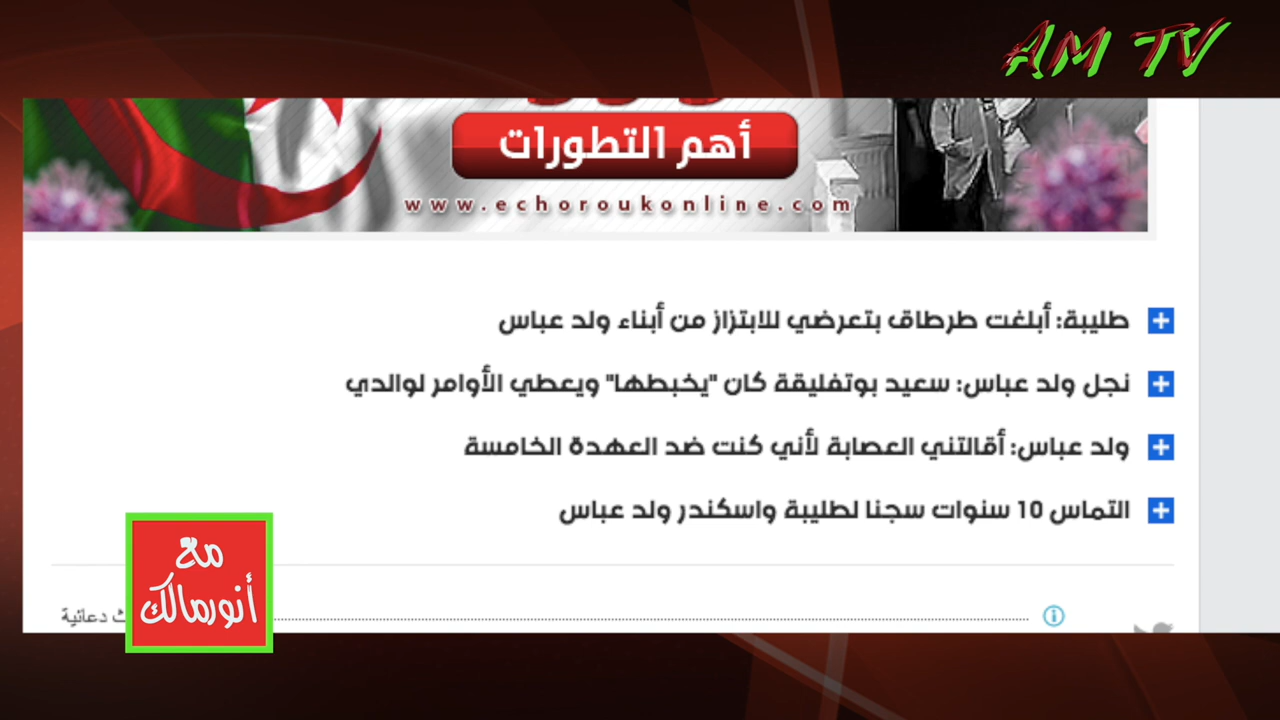 AM TV
أهم التطورات
www.echoroukonline.com
طليبة: أبلغت طرطاق بتعرضي للابتزاز من أبناء ولد عباس
نجل ولد عباس: سعيد بوتفليقة كان "يخبطها" ويعطي الأوامر لوالدي
ولد عباس: أقالتني العصابة لأني كنت ضد العهدة الخامسة
التماس 10 سنوات سجنا لطليبة واسكندر ولد عباس
مع
أنورمالك
دعائية